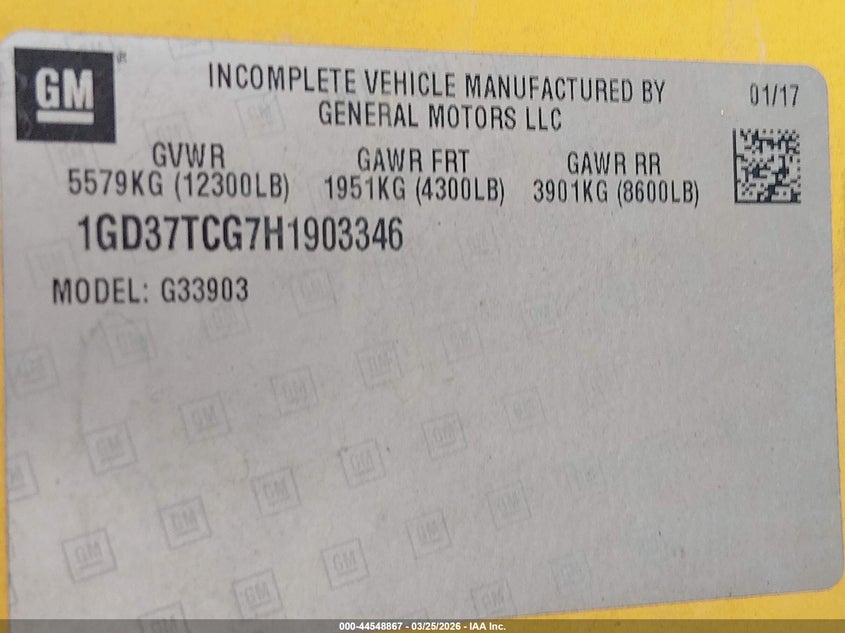 GM
INCOMPLETE VEHICLE MANUFACTURED BY
GENERAL MOTORS LLC
01/17
GVWR
5579KG (12300LB)
GAWR FRT
1951KG (4300LB)
GAWR RR
3901KG (8600LB)
1GD37TCG7H1903346
MODEL: G33903
000-44548867 - 03/25/2026 - IAA Inc.